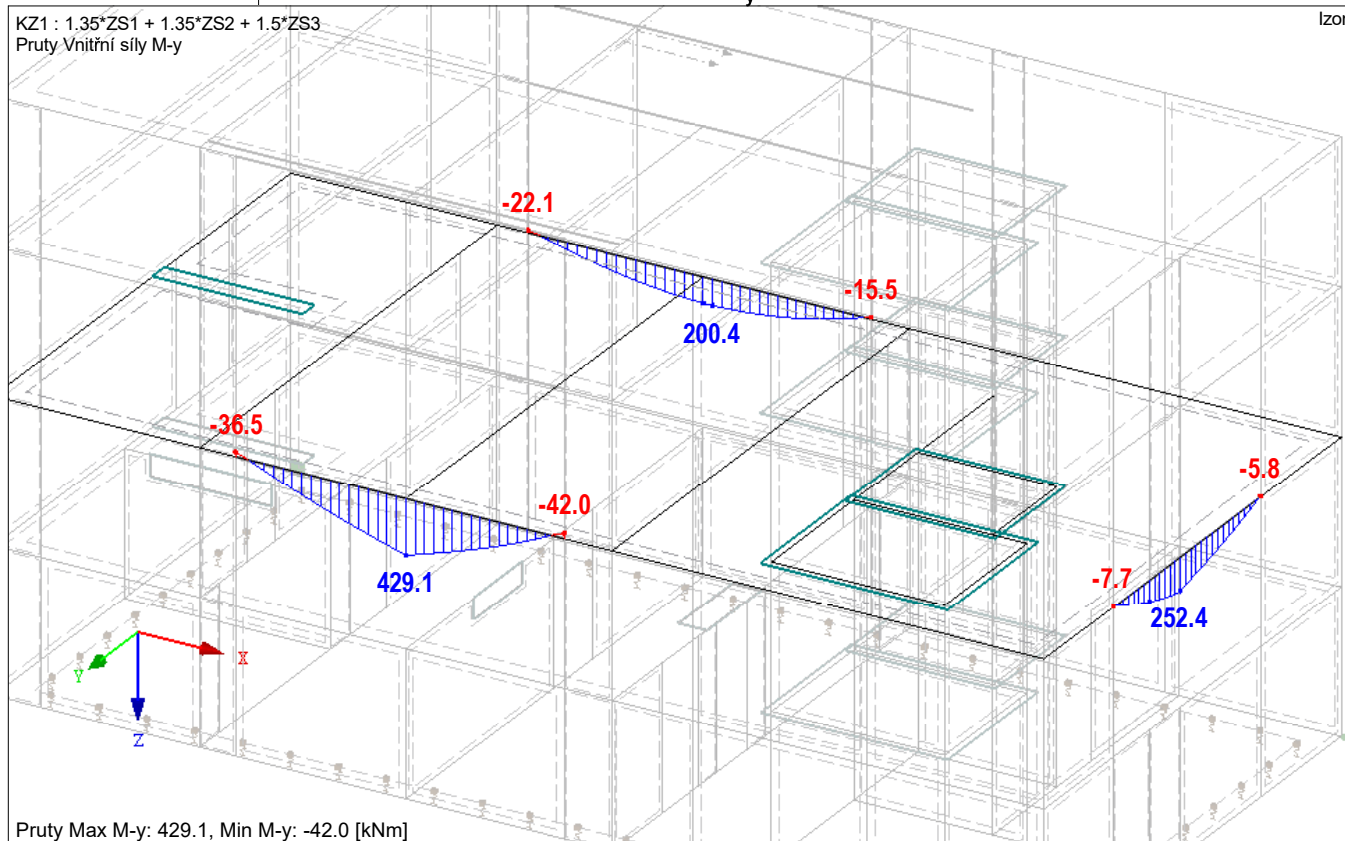 KZ1 : 1.35*ZS1 + 1.35*ZS2 + 1.5*ZS3
Pruty Vnitřní síly M-y
-22.1
-15.5
200.4
-36.5
-42.0
429.1
-5.8
-7.7
252.4
X
Y
Z
Pruty Max M-y: 429.1, Min M-y: -42.0 [kNm]